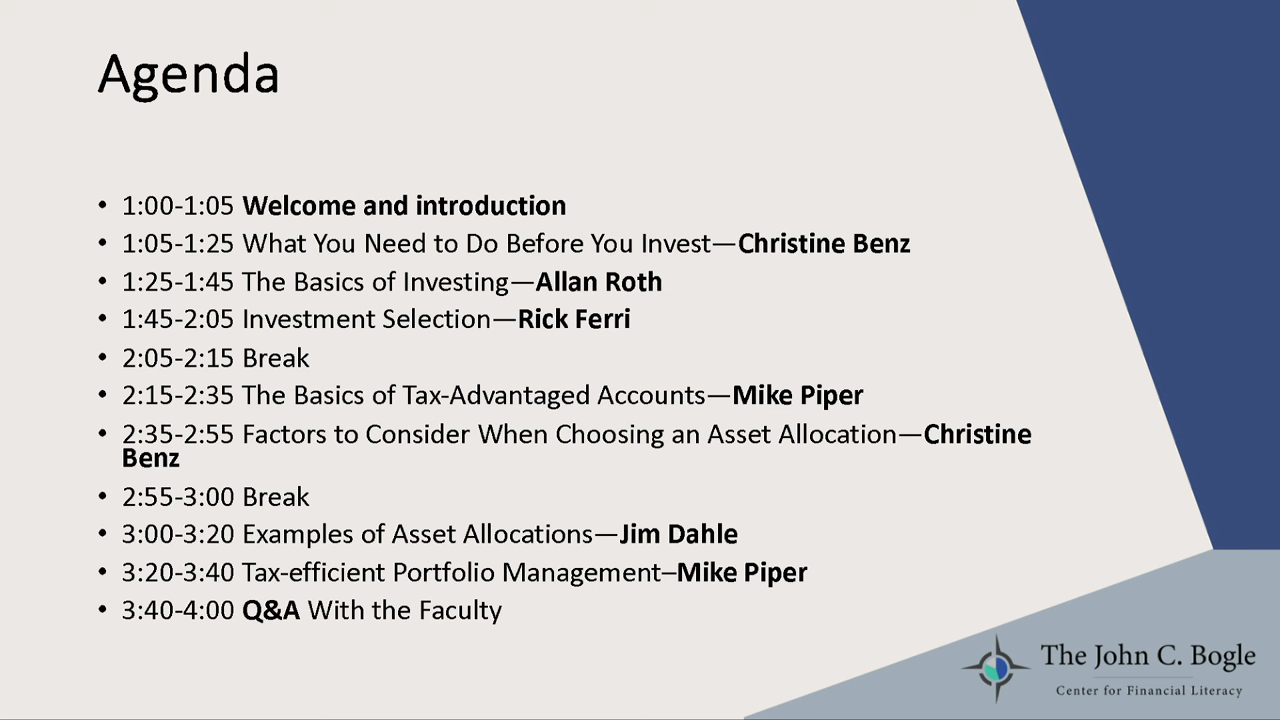 Agenda
• 1:00-1:05 Welcome and introduction
• 1:05-1:25 What You Need to Do Before You Invest—Christine Benz
• 1:25-1:45 The Basics of Investing—Allan Roth
• 1:45-2:05 Investment Selection—Rick Ferri
• 2:05-2:15 Break
• 2:15-2:35 The Basics of Tax-Advantaged Accounts—Mike Piper
• 2:35-2:55 Factors to Consider When Choosing an Asset Allocation—Christine
Benz
• 2:55-3:00 Break
• 3:00-3:20 Examples of Asset Allocations—Jim Dahle
• 3:20-3:40 Tax-efficient Portfolio Management–Mike Piper
• 3:40-4:00 Q&A With the Faculty
The John C. Bogle
Center for Financial Literacy